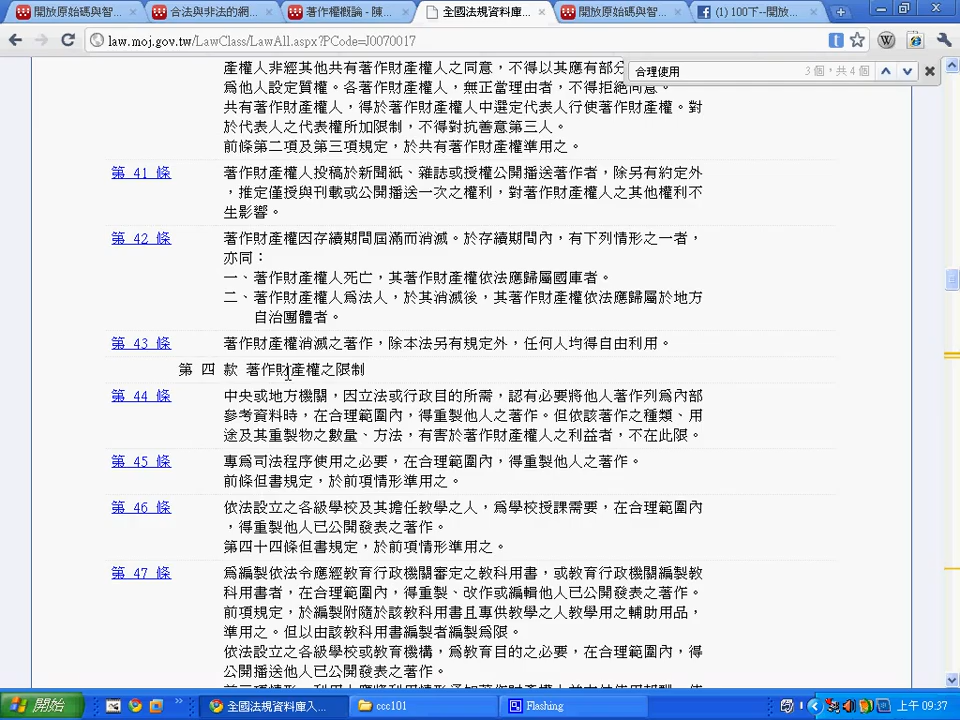 開放原始碼與智...
合法與非法的網...
著作權概論 - 陳...
全國法規資料庫...
開放原始碼與智...
(1) 100下--開放...
law.moj.gov.tw/LawClass/LawAll.aspx?PCode=J0070017
合理使用
3 個，共 4 個
產權人非經其他共有著作財產權人之同意，不得以其應有部分
為他人設定質權。各著作財產權人，無正當理由者，不得拒絕同意。
共有著作財產權人，得於著作財產權人中選定代表人行使著作財產權。對
於代表人之代表權所加限制，不得對抗善意第三人。
前條第二項及第三項規定，於共有著作財產權準用之。
第 41 條
著作財產權人投稿於新聞紙、雜誌或授權公開播送著作者，除另有約定外
，推定僅授與刊載或公開播送一次之權利，對著作財產權人之其他權利不
生影響。
第 42 條
著作財產權因存續期間屆滿而消滅。於存續期間內，有下列情形之一者，
亦同：
一、著作財產權人死亡，其著作財產權依法應歸屬國庫者。
二、著作財產權人為法人，於其消滅後，其著作財產權依法應歸屬於地方
自治團體者。
第 43 條
著作財產權消滅之著作，除本法另有規定外，任何人均得自由利用。
第 四 款 著作財產權之限制
第 44 條
中央或地方機關，因立法或行政目的所需，認有必要將他人著作列為內部
參考資料時，在合理範圍內，得重製他人之著作。但依該著作之種類、用
途及其重製物之數量、方法，有害於著作財產權人之利益者，不在此限。
第 45 條
專為司法程序使用之必要，在合理範圍內，得重製他人之著作。
前條但書規定，於前項情形準用之。
第 46 條
依法設立之各級學校及其擔任教學之人，為學校授課需要，在合理範圍內
，得重製他人已公開發表之著作。
第四十四條但書規定，於前項情形準用之。
第 47 條
為編製依法令應經教育行政機關審定之教科用書，或教育行政機關編製教
科用書者，在合理範圍內，得重製、改作或編輯他人已公開發表之著作。
前項規定，於編製附隨於該教科用書且專供教學之人教學用之輔助用品，
準用之。但以由該教科用書編製者編製為限。
依法設立之各級學校或教育機構，為教育目的之必要，在合理範圍內，得
公開播送他人已公開發表之著作。
開始
全國法規資料庫入...
ccc101
Flashing
上午 09:37